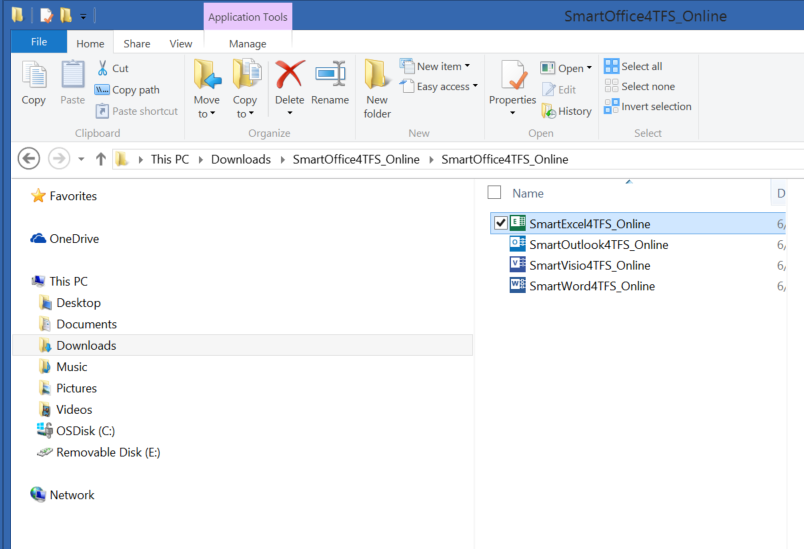 Application Tools
SmartOffice4TFS_Online
File
Home
Share
View
Manage
Copy
Paste
Cut
Copy path
Paste shortcut
Clipboard
Move to
Copy to
Delete
Rename
Organize
New folder
New item
Easy access
New
Properties
Open
Edit
History
Open
Select all
Select none
Invert selection
Select
This PC Downloads SmartOffice4TFS_Online SmartOffice4TFS_Online
Favorites
OneDrive
This PC
Desktop
Documents
Downloads
Music
Pictures
Videos
OSDisk (C:)
Removable Disk (E:)
Network
Name D
SmartExcel4TFS_Online 6/
SmartOutlook4TFS_Online 6/
SmartVisio4TFS_Online 6/
SmartWord4TFS_Online 6/